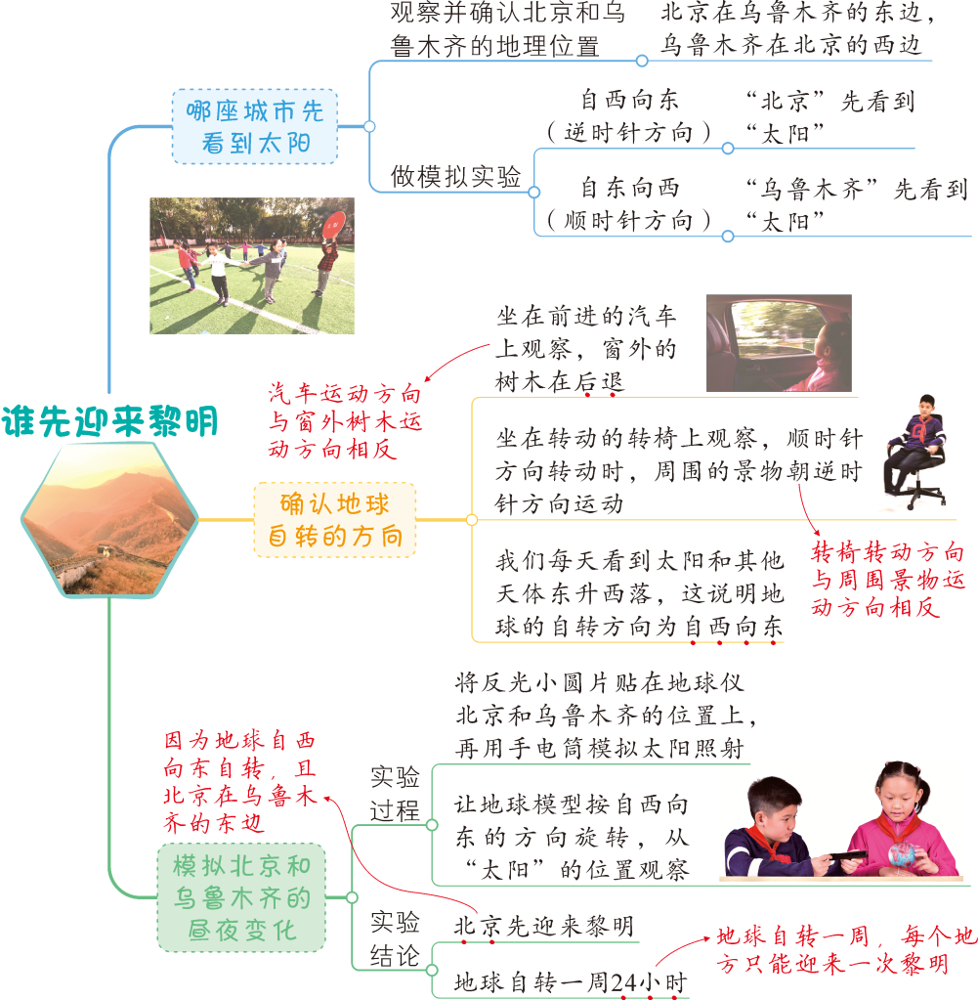 谁先迎来黎明
哪座城市先
看到太阳
观察并确认北京和乌
鲁木齐的地理位置
北京在乌鲁木齐的东边，
乌鲁木齐在北京的西边
做模拟实验
自西向东
（逆时针方向）
“北京”先看到
“太阳”
自东向西
（顺时针方向）
“乌鲁木齐”先看到
“太阳”
确认地球
自转的方向
坐在前进的汽车
上观察，窗外的
树木在后退
汽车运动方向
与窗外树木运
动方向相反
坐在转动的转椅上观察，顺时针
方向转动时，周围的景物朝逆时
针方向运动
转椅转动方向
与周围景物运
动方向相反
我们每天看到太阳和其他
天体东升西落，这说明地
球的自转方向为自西向东
模拟北京和
乌鲁木齐的
昼夜变化
实验
过程
将反光小圆片贴在地球仪
北京和乌鲁木齐的位置上，
再用手电筒模拟太阳照射
让地球模型按自西向
东的方向旋转，从
“太阳”的位置观察
实验
结论
北京先迎来黎明
因为地球自西
向东自转，且
北京在乌鲁木
齐的东边
地球自转一周24小时
地球自转一周，每个地
方只能迎来一次黎明